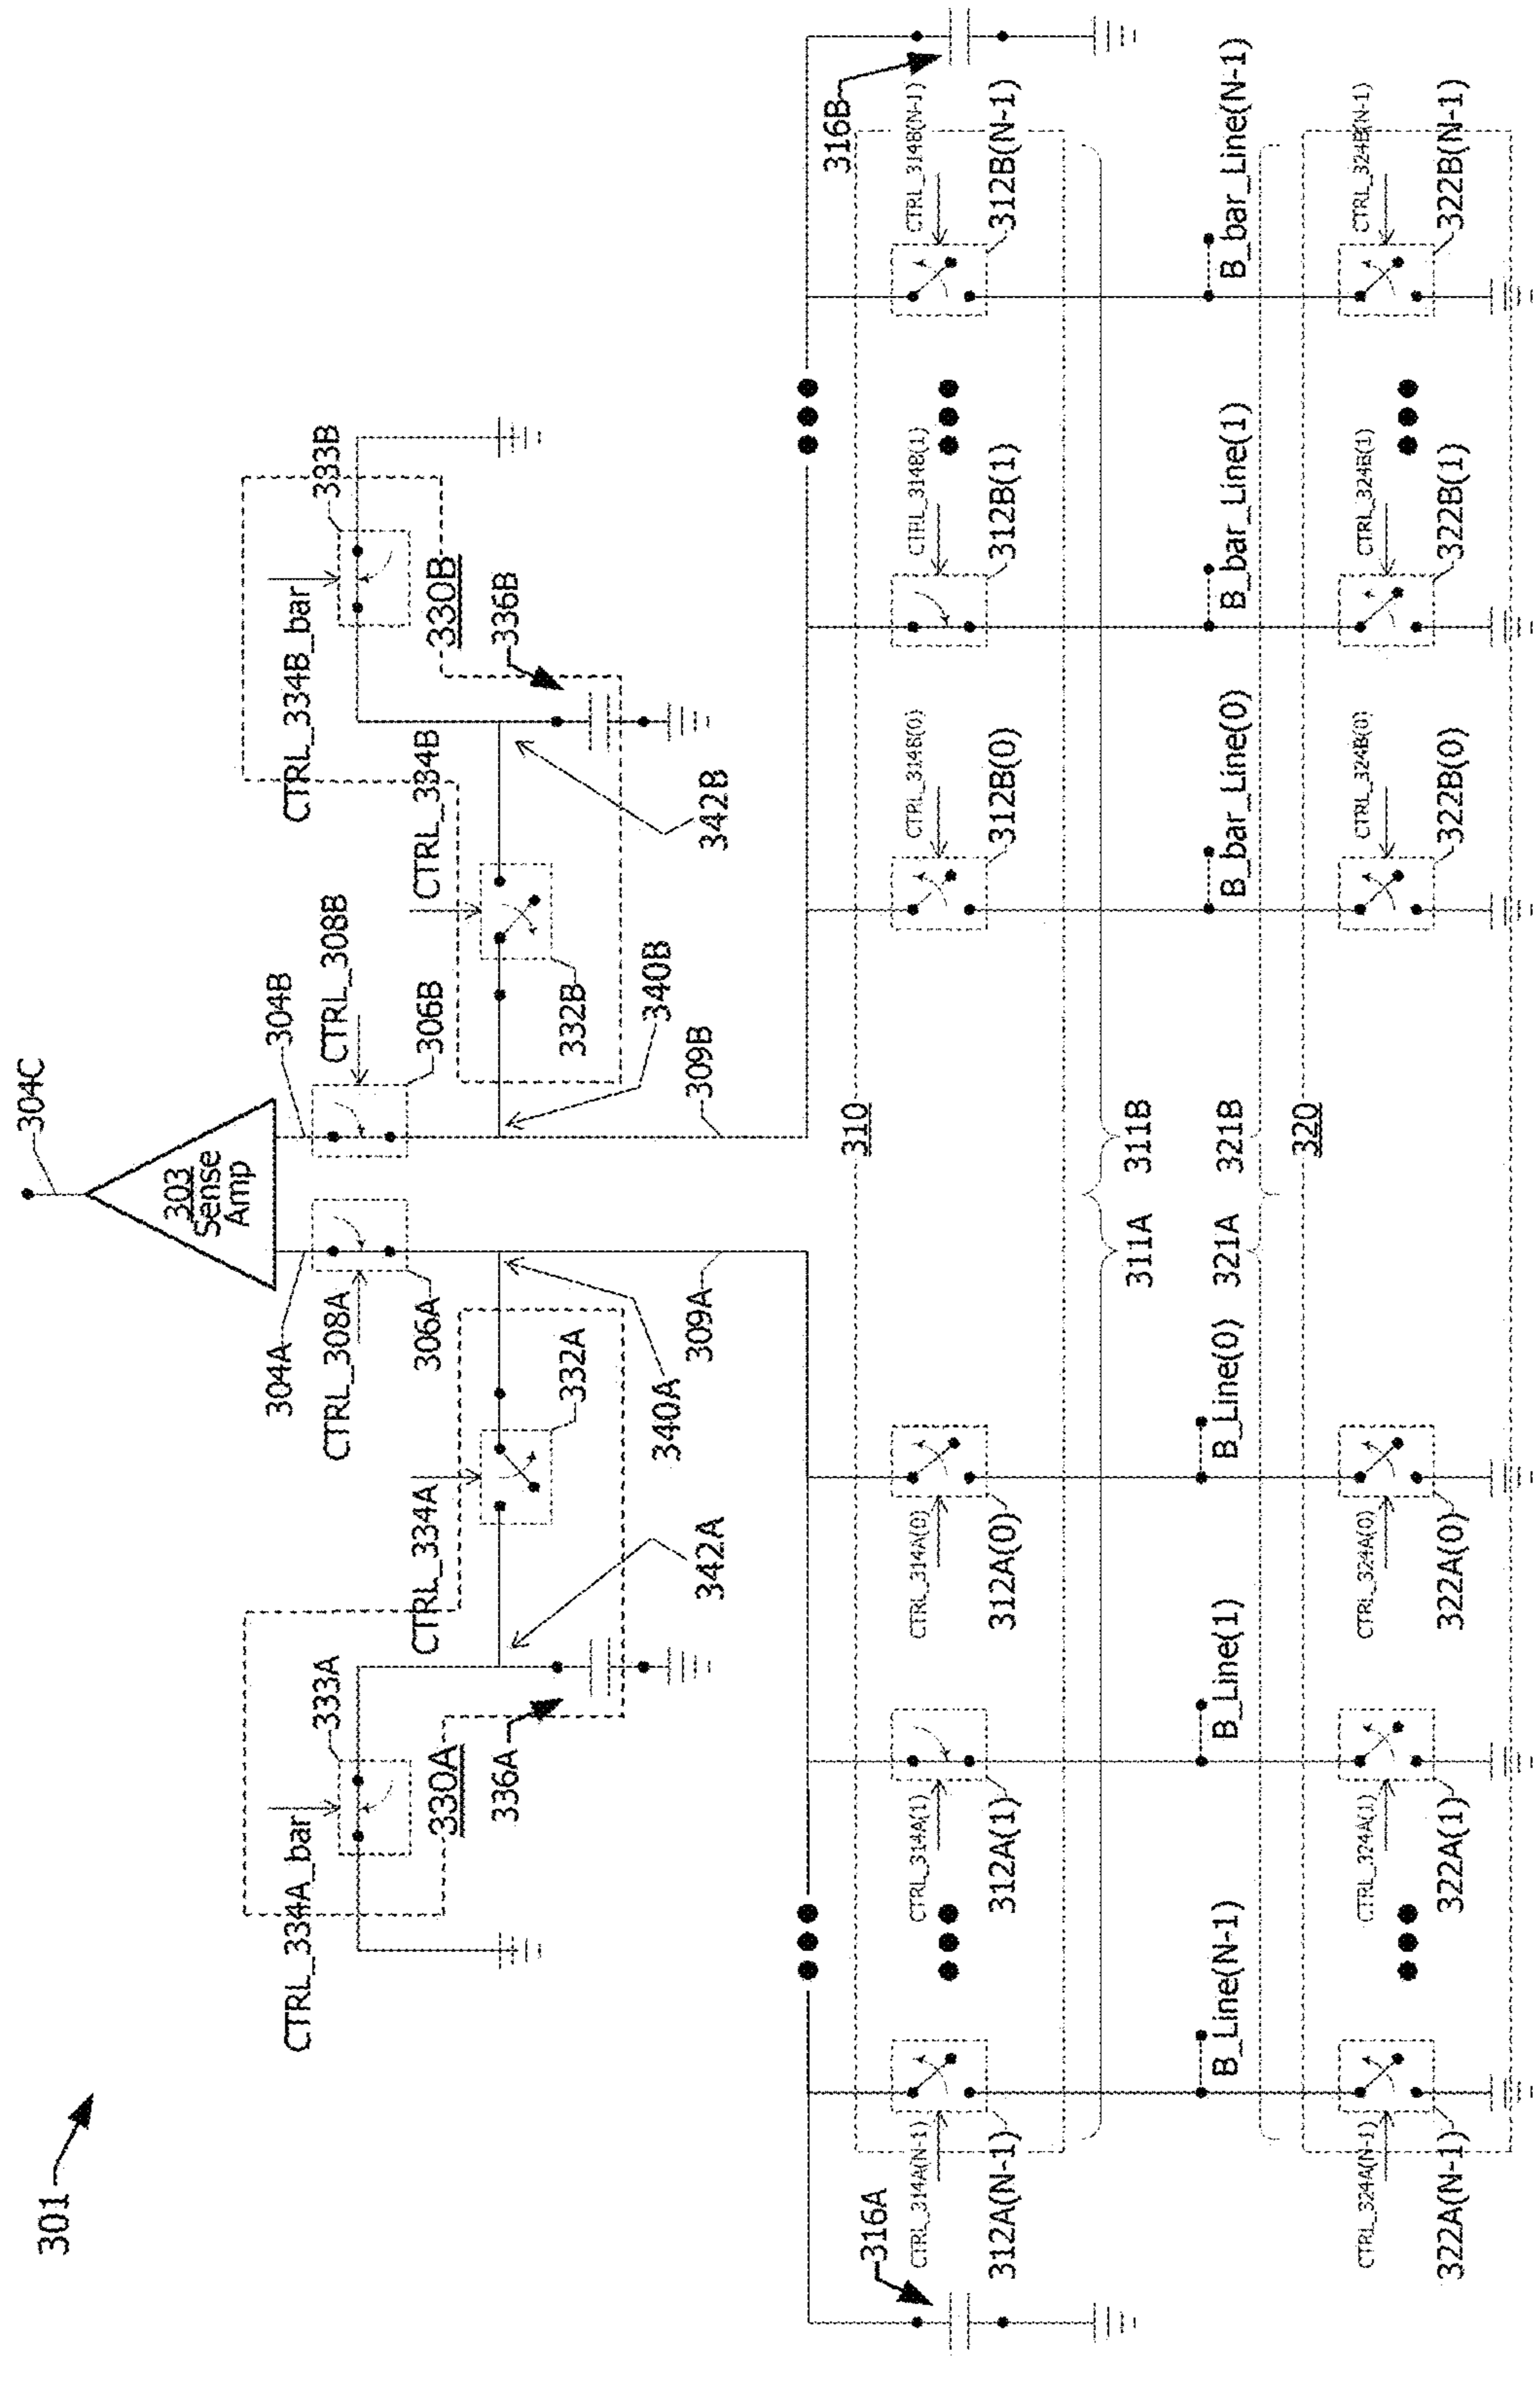 301
304C
303
Sense
Amp
304A
304B
CTRL_308A
CTRL_308B
306A
306B
CTRL_334A_bar
333A
CTRL_334B_bar
333B
330A
330B
CTRL_334A
CTRL_334B
336A
336B
332A
332B
342A
340A
340B
342B
309A
309B
316A
316B
310
CTRL_314A(N-1)
CTRL_314A(1)
CTRL_314A(0)
CTRL_314B(0)
CTRL_314B(1)
CTRL_314B(N-1)
312A(N-1)
312A(1)
312A(0)
312B(0)
312B(1)
312B(N-1)
311A
311B
B_Line(N-1)
B_Line(1)
B_Line(0)
321A
321B
B_bar_Line(0)
B_bar_Line(1)
B_bar_Line(N-1)
320
CTRL_324A(N-1)
CTRL_324A(1)
CTRL_324A(0)
CTRL_324B(0)
CTRL_324B(1)
CTRL_324B(N-1)
322A(N-1)
322A(1)
322A(0)
322B(0)
322B(1)
322B(N-1)